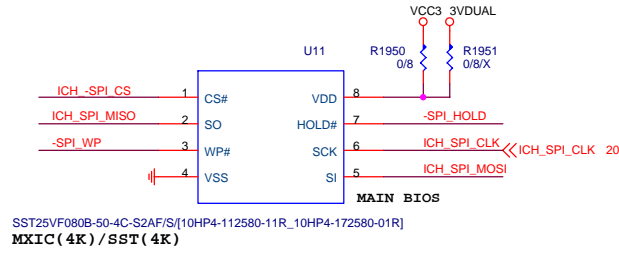 VCC3 3VDUAL
U11
R1950
0/8
R1951
0/8/X
ICH_-SPI_CS
1
CS#
VDD
8
ICH_SPI_MISO
2
SO
HOLD#
7
-SPI_HOLD
-SPI_WP
3
WP#
SCK
6
ICH_SPI_CLK
ICH_SPI_CLK 20
4
VSS
SI
5
ICH_SPI_MOSI
MAIN BIOS
SST25VF080B-50-4C-S2AF/S/[10HP4-112580-11R_10HP4-172580-01R]
MXIC(4K)/SST(4K)